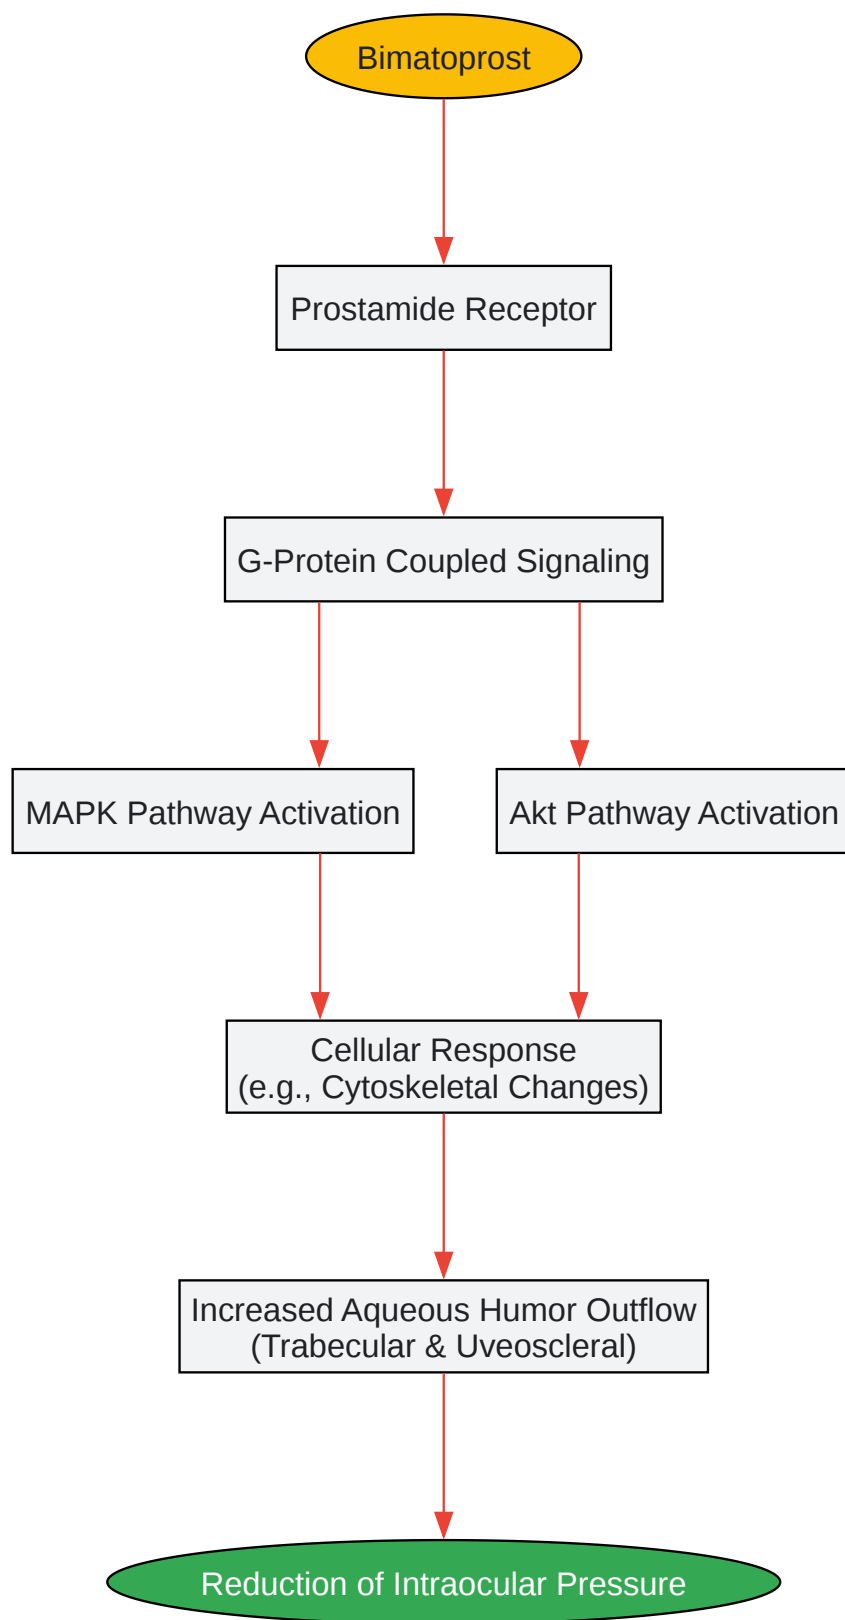 Bimatoprost
Prostamide Receptor
G-Protein Coupled Signaling
MAPK Pathway Activation
Akt Pathway Activation
Cellular Response
(e.g., Cytoskeletal Changes)
Increased Aqueous Humor Outflow
(Trabecular & Uveoscleral)
Reduction of Intraocular Pressure